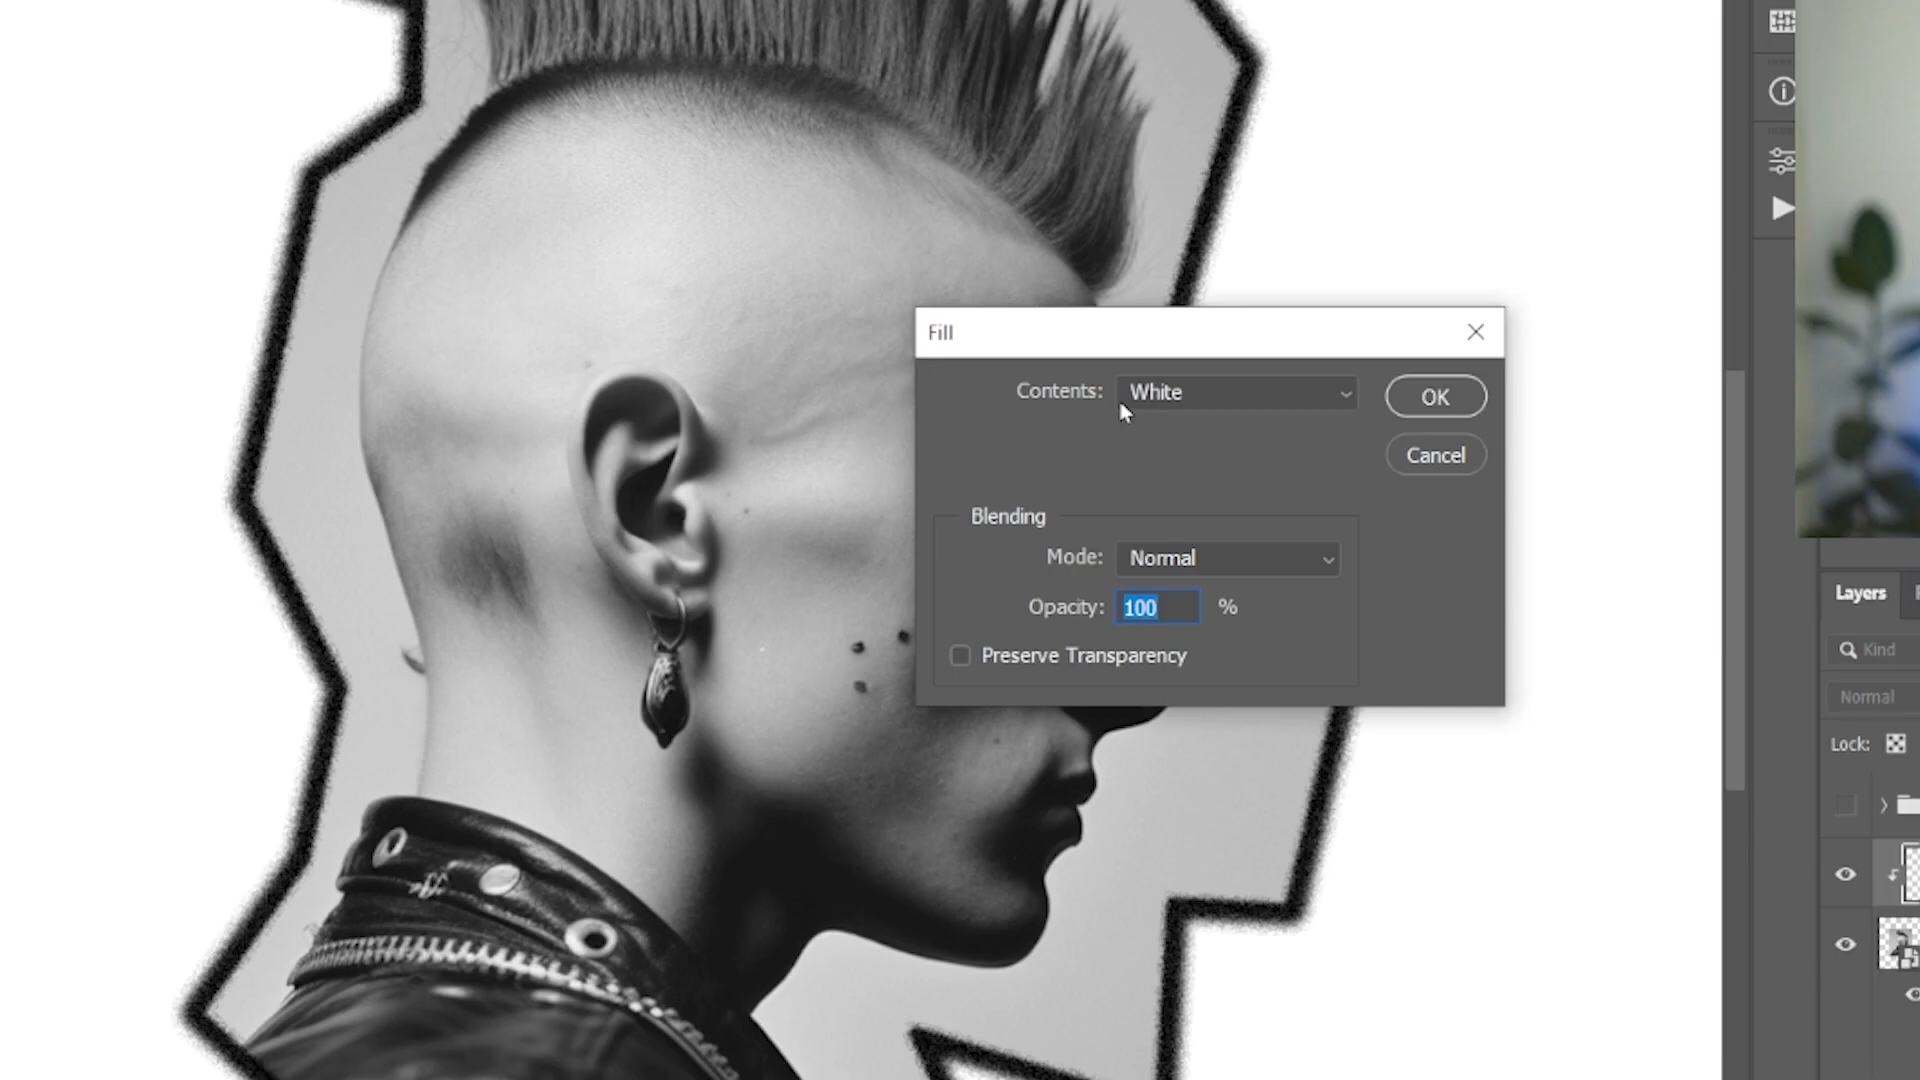 Fill
Contents: White
OK
Cancel
Blending
Mode: Normal
Opacity: 100 %
Preserve Transparency
Layers
Kind
Normal
Lock: